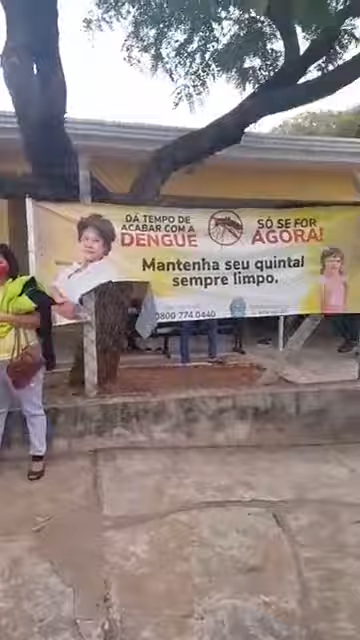 DÁ TEMPO DE
ACABAR COM A
DENGUE
SÓ SE FOR
AGORA!
Mantenha seu quintal
sempre limpo.
0800 774 0440